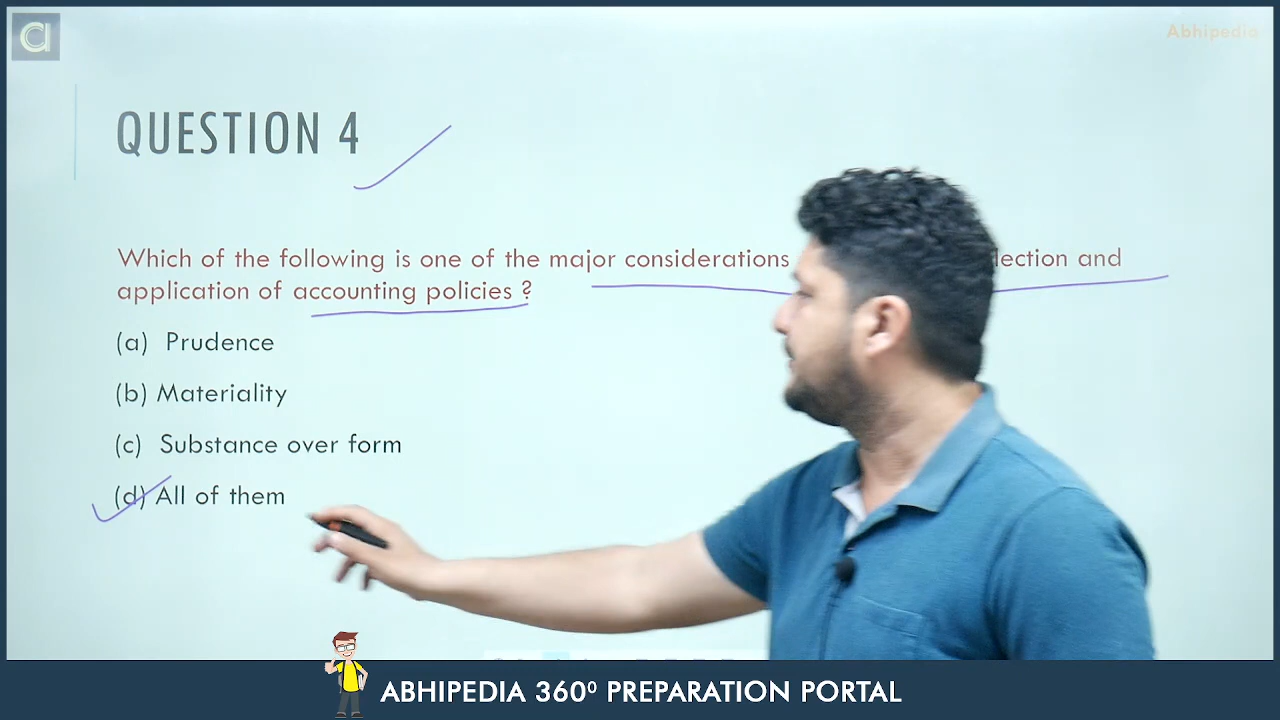 Abhipedia
QUESTION 4
Which of the following is one of the major considerations lection and
application of accounting policies ?
(a) Prudence
(b) Materiality
(c) Substance over form
(d) All of them
ABHIPEDIA 360⁰ PREPARATION PORTAL